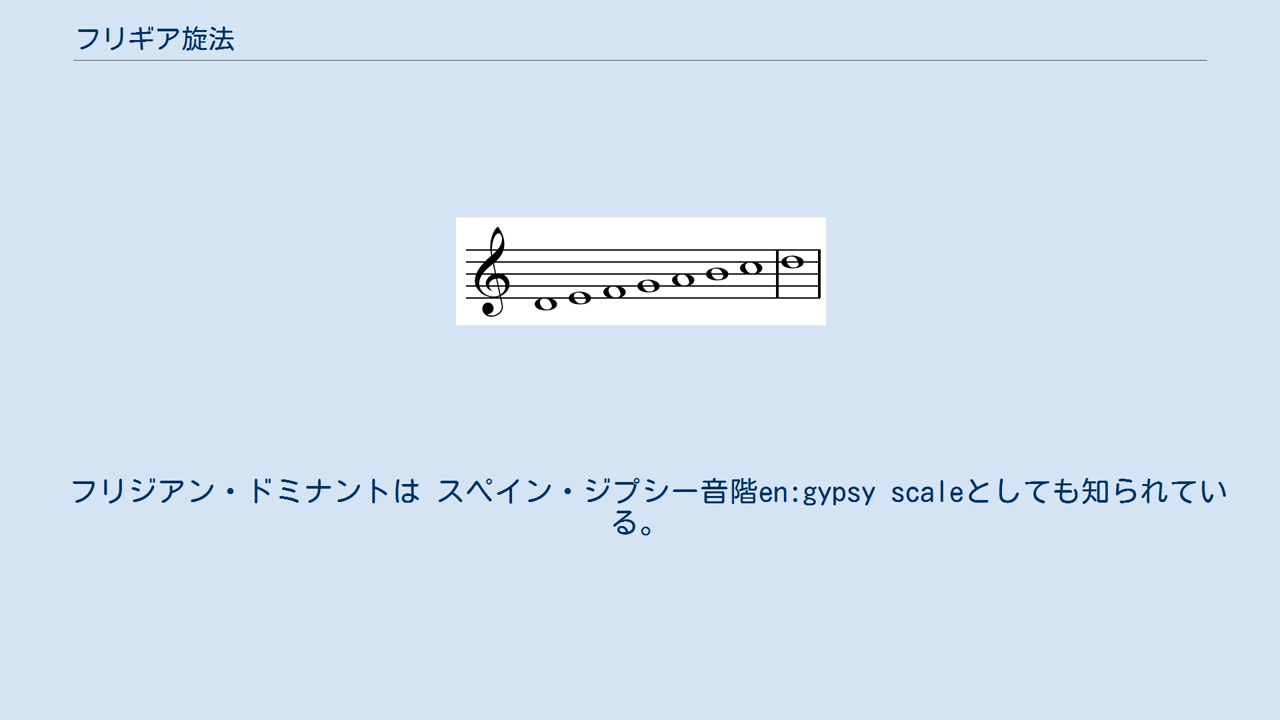 フリギア旋法
フリジアン・ドミナントは スペイン・ジプシー音階en:gypsy scaleとしても知られてい
る。